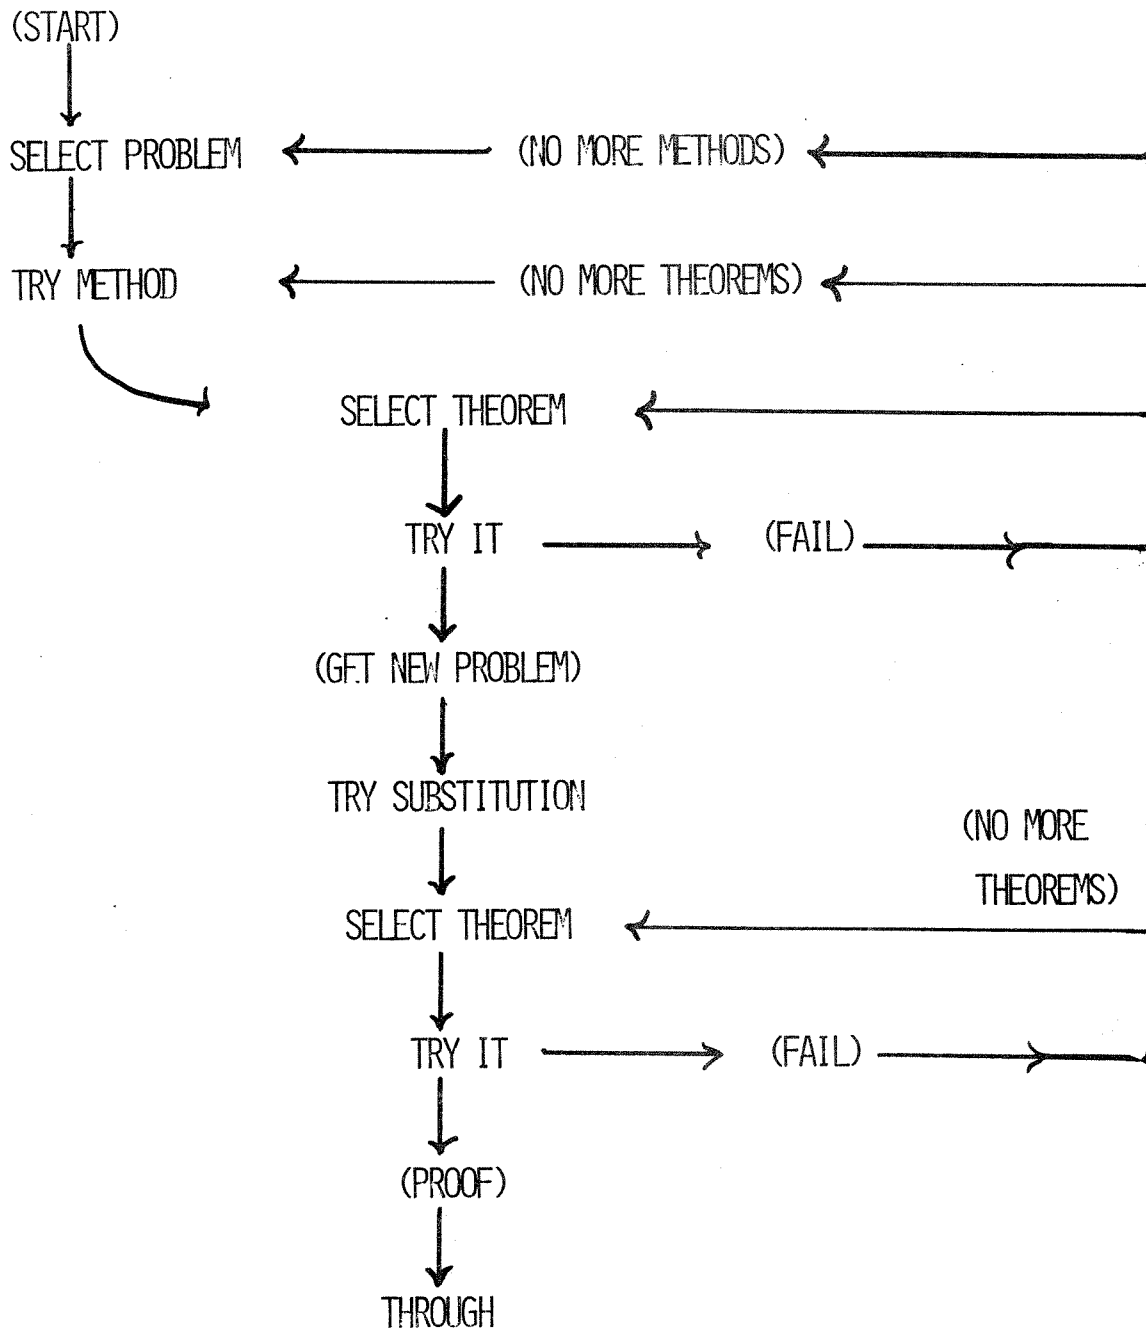 (START)
SELECT PROBLEM
(NO MORE METHODS)
TRY METHOD
(NO MORE THEOREMS)
SELECT THEOREM
TRY IT
(FAIL)
(GET NEW PROBLEM)
TRY SUBSTITUTION
(NO MORE
THEOREMS)
SELECT THEOREM
TRY IT
(FAIL)
(PROOF)
THROUGH